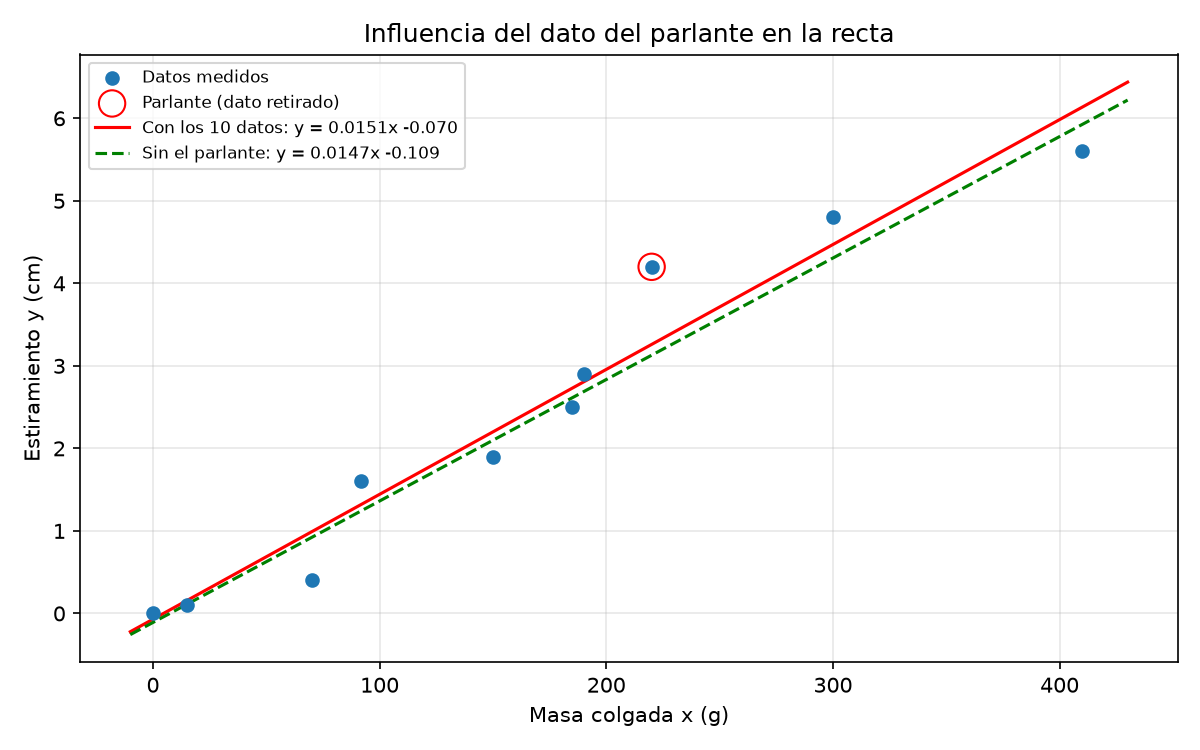 Influencia del dato del parlante en la recta
Datos medidos
Parlante (dato retirado)
Con los 10 datos: y = 0.0151x -0.070
Sin el parlante: y = 0.0147x -0.109
Estiramiento y (cm)
6
5
4
3
2
1
0
0 100 200 300 400
Masa colgada x (g)